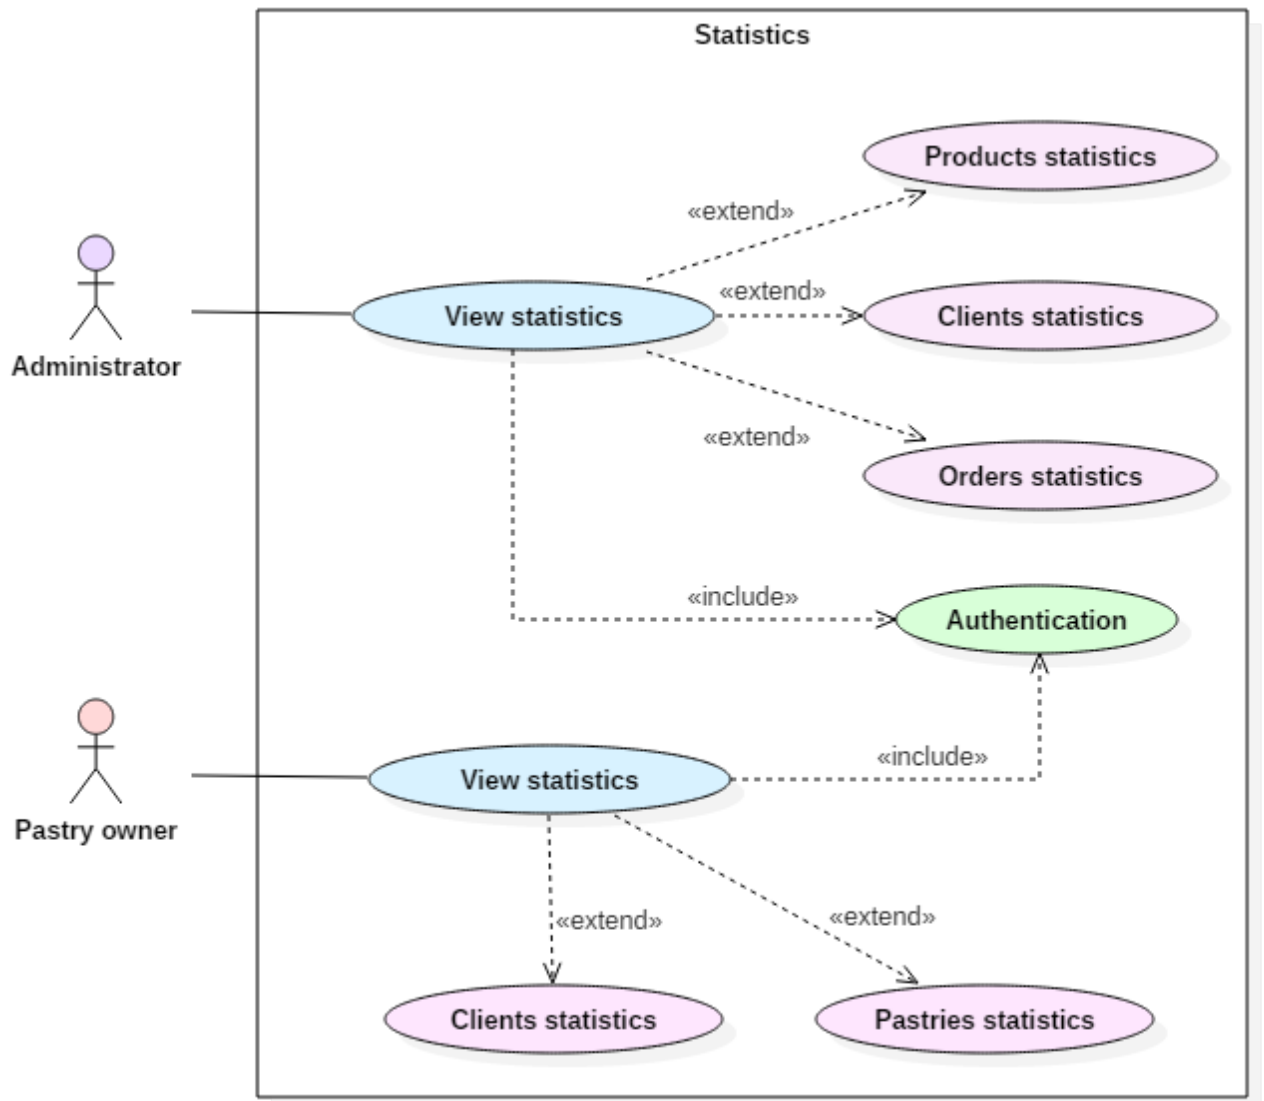 Statistics
Products statistics
«extend»
«extend»
View statistics
Clients statistics
Administrator
«extend»
Orders statistics
«include»
Authentication
«include»
View statistics
Pastry owner
«extend»
«extend»
Clients statistics
Pastries statistics